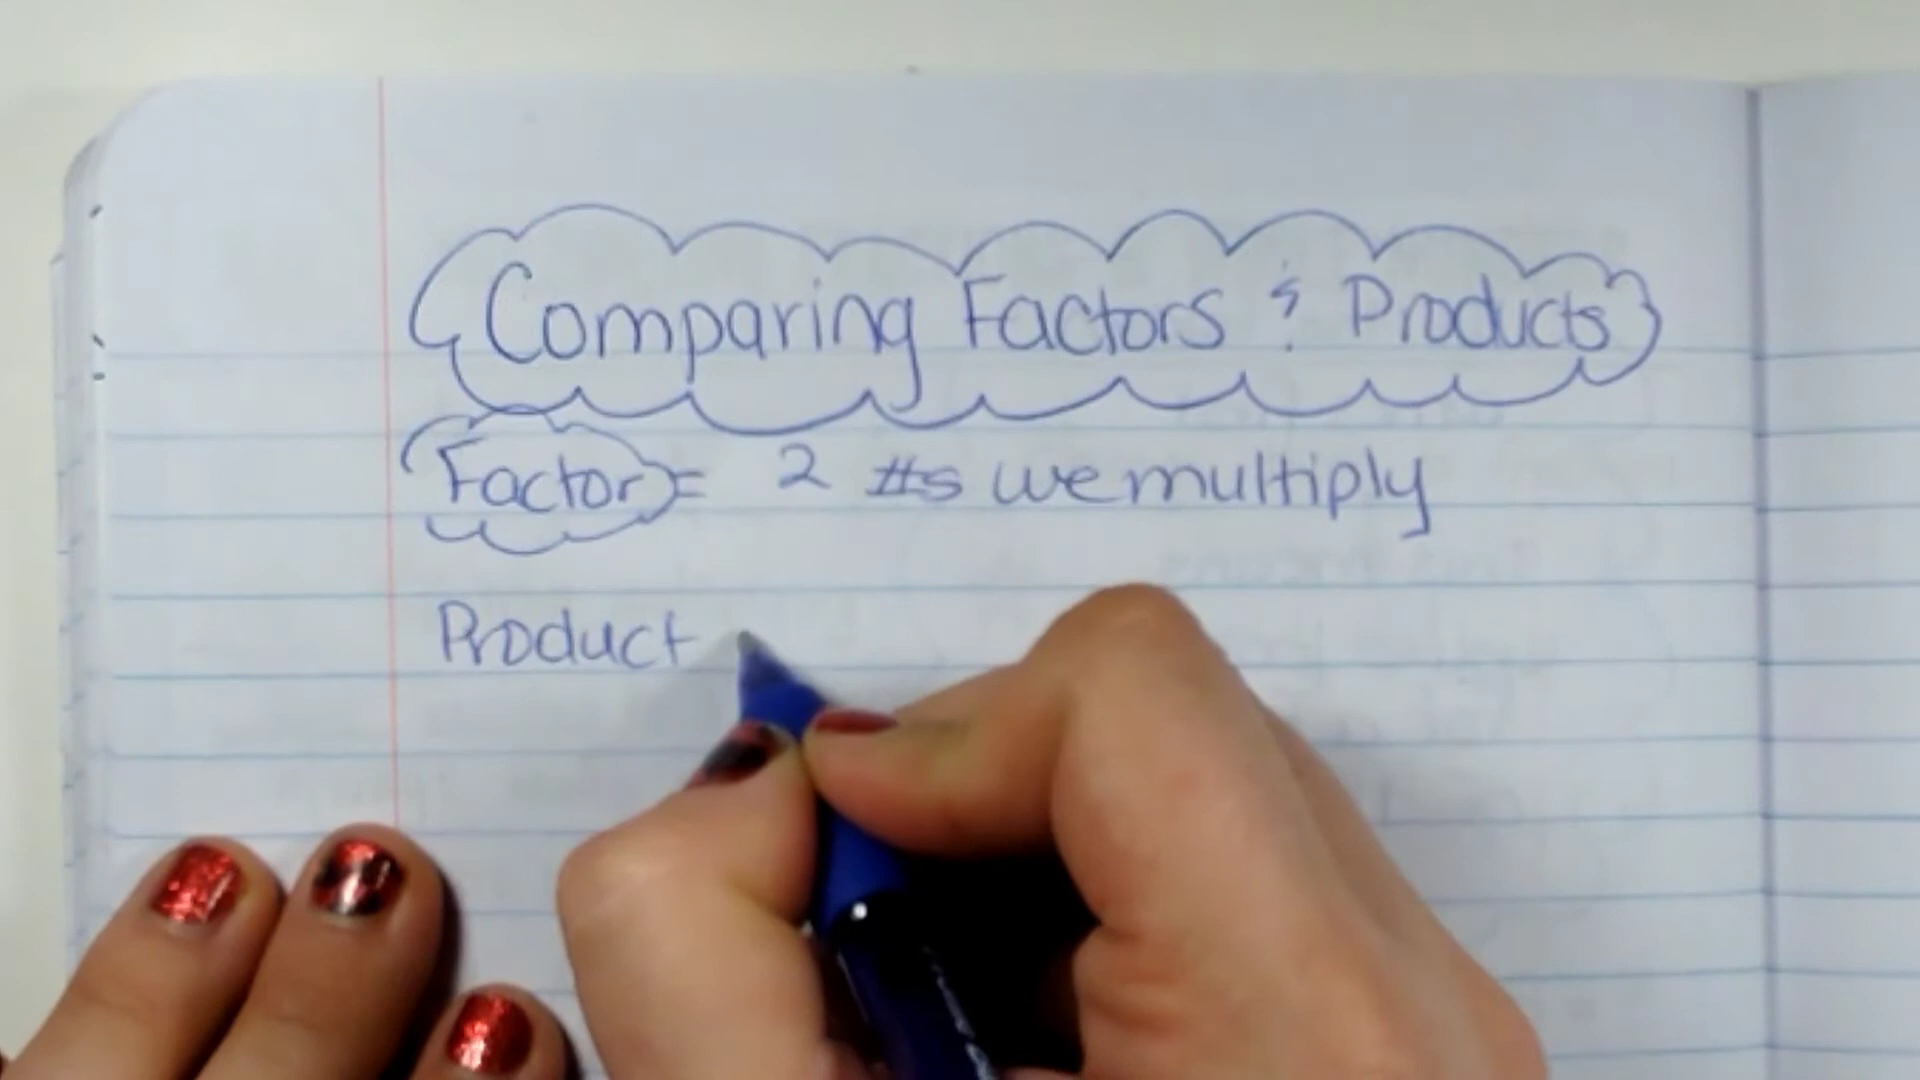 Comparing Factors & Products
Factor = 2 #s we multiply
Product